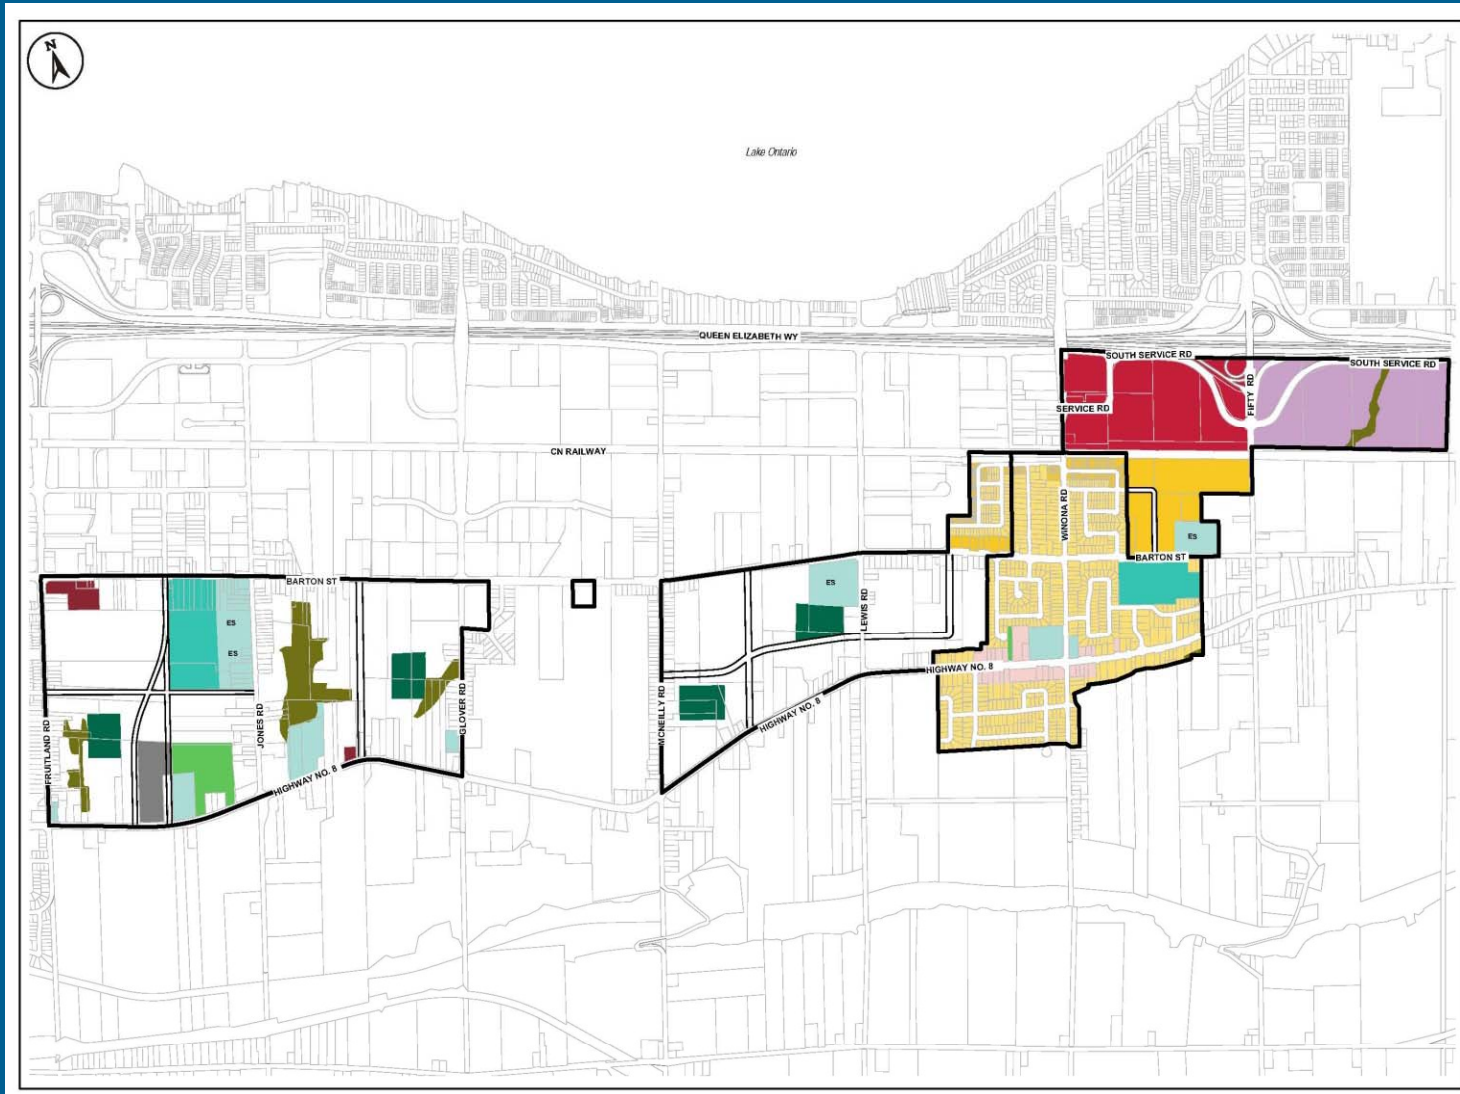 N
Lake Ontario
QUEEN ELIZABETH WY
SOUTH SERVICE RD
SOUTH SERVICE RD
FIFTY RD
SERVICE RD
CN RAILWAY
WINONA RD
ES
BARTON ST
BARTON ST
ES
LEWIS RD
ES
ES
HIGHWAY NO. 8
GLOVER RD
MCNEILLY RD
JONES RD
FRUITLAND RD
HIGHWAY NO. 8
HIGHWAY NO. 8